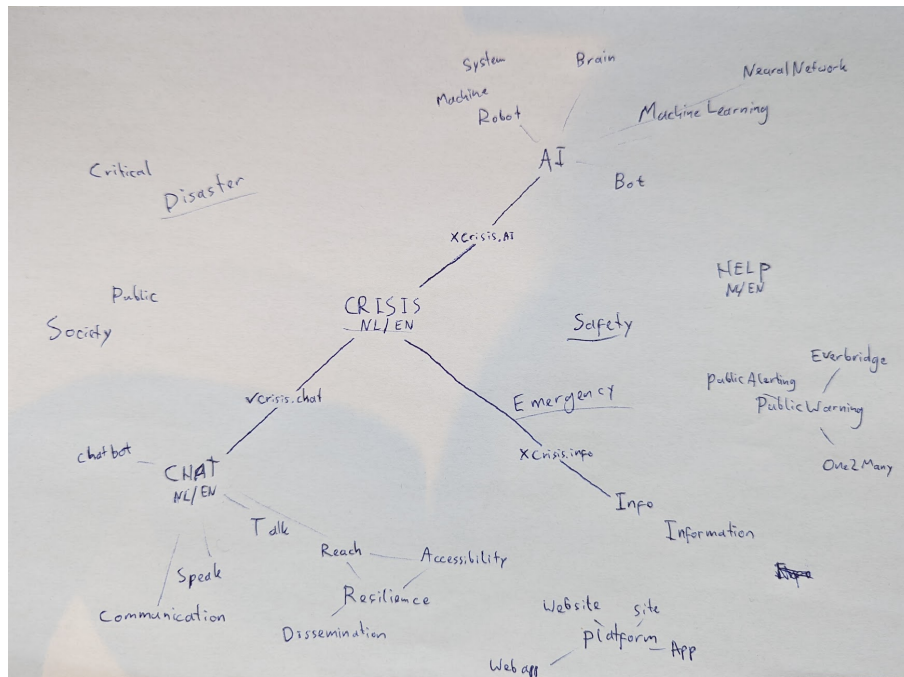 System
Brain
Neural Network
Machine
Robot
Machine Learning
AI
Bot
Critical
Disaster
XCrisis.AI
HELP
NL/EN
Public
Society
CRISIS
NL/EN
Safety
Everbridge
Public Alerting
Public Warning
One2Many
✓Crisis.chat
Emergency
XCrisis.info
chatbot
CHAT
NL/EN
Info
Information
Talk
Reach
Accessibility
Speak
Resilience
Communication
Dissemination
Website
site
platform
App
Web app